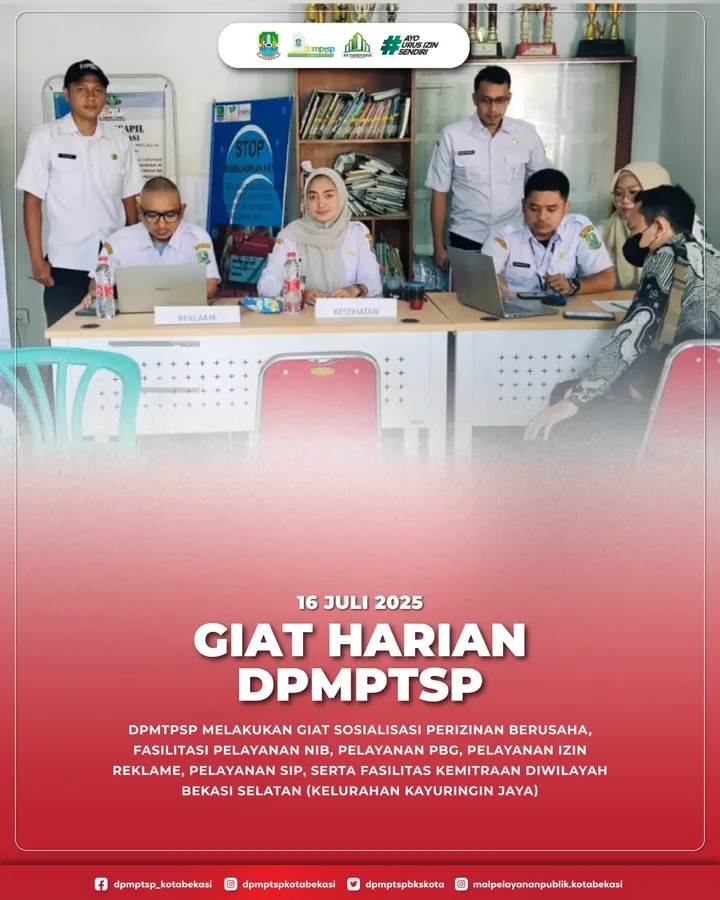 dpmptsp
#AYO
URUS IZIN
SENDIRI
STOP
REKLAME
KESEHATAN
16 JULI 2025
GIAT HARIAN
DPMPTSP
DPMTPSP MELAKUKAN GIAT SOSIALISASI PERIZINAN BERUSAHA,
FASILITASI PELAYANAN NIB, PELAYANAN PBG, PELAYANAN IZIN
REKLAME, PELAYANAN SIP, SERTA FASILITAS KEMITRAAN DIWILAYAH
BEKASI SELATAN (KELURAHAN KAYURINGIN JAYA)
dpmptsp_kotabekasi dpmptspkotabekasi dpmptspbkskota malpelayananpublik.kotabekasi